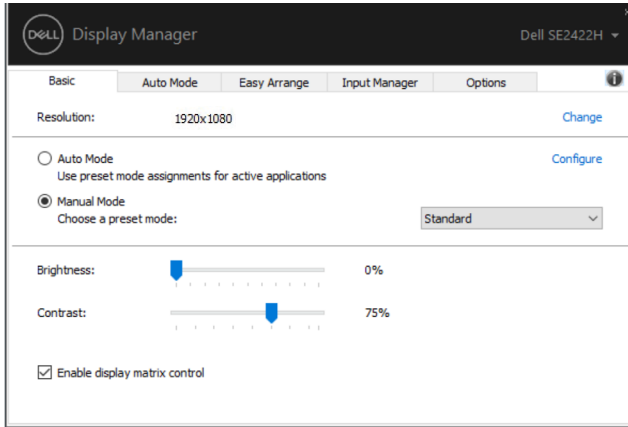 DELL Display Manager
Dell SE2422H
Basic Auto Mode Easy Arrange Input Manager Options
Resolution: 1920x1080 Change
Auto Mode Configure
Use preset mode assignments for active applications
Manual Mode
Choose a preset mode: Standard
Brightness: 0%
Contrast: 75%
Enable display matrix control